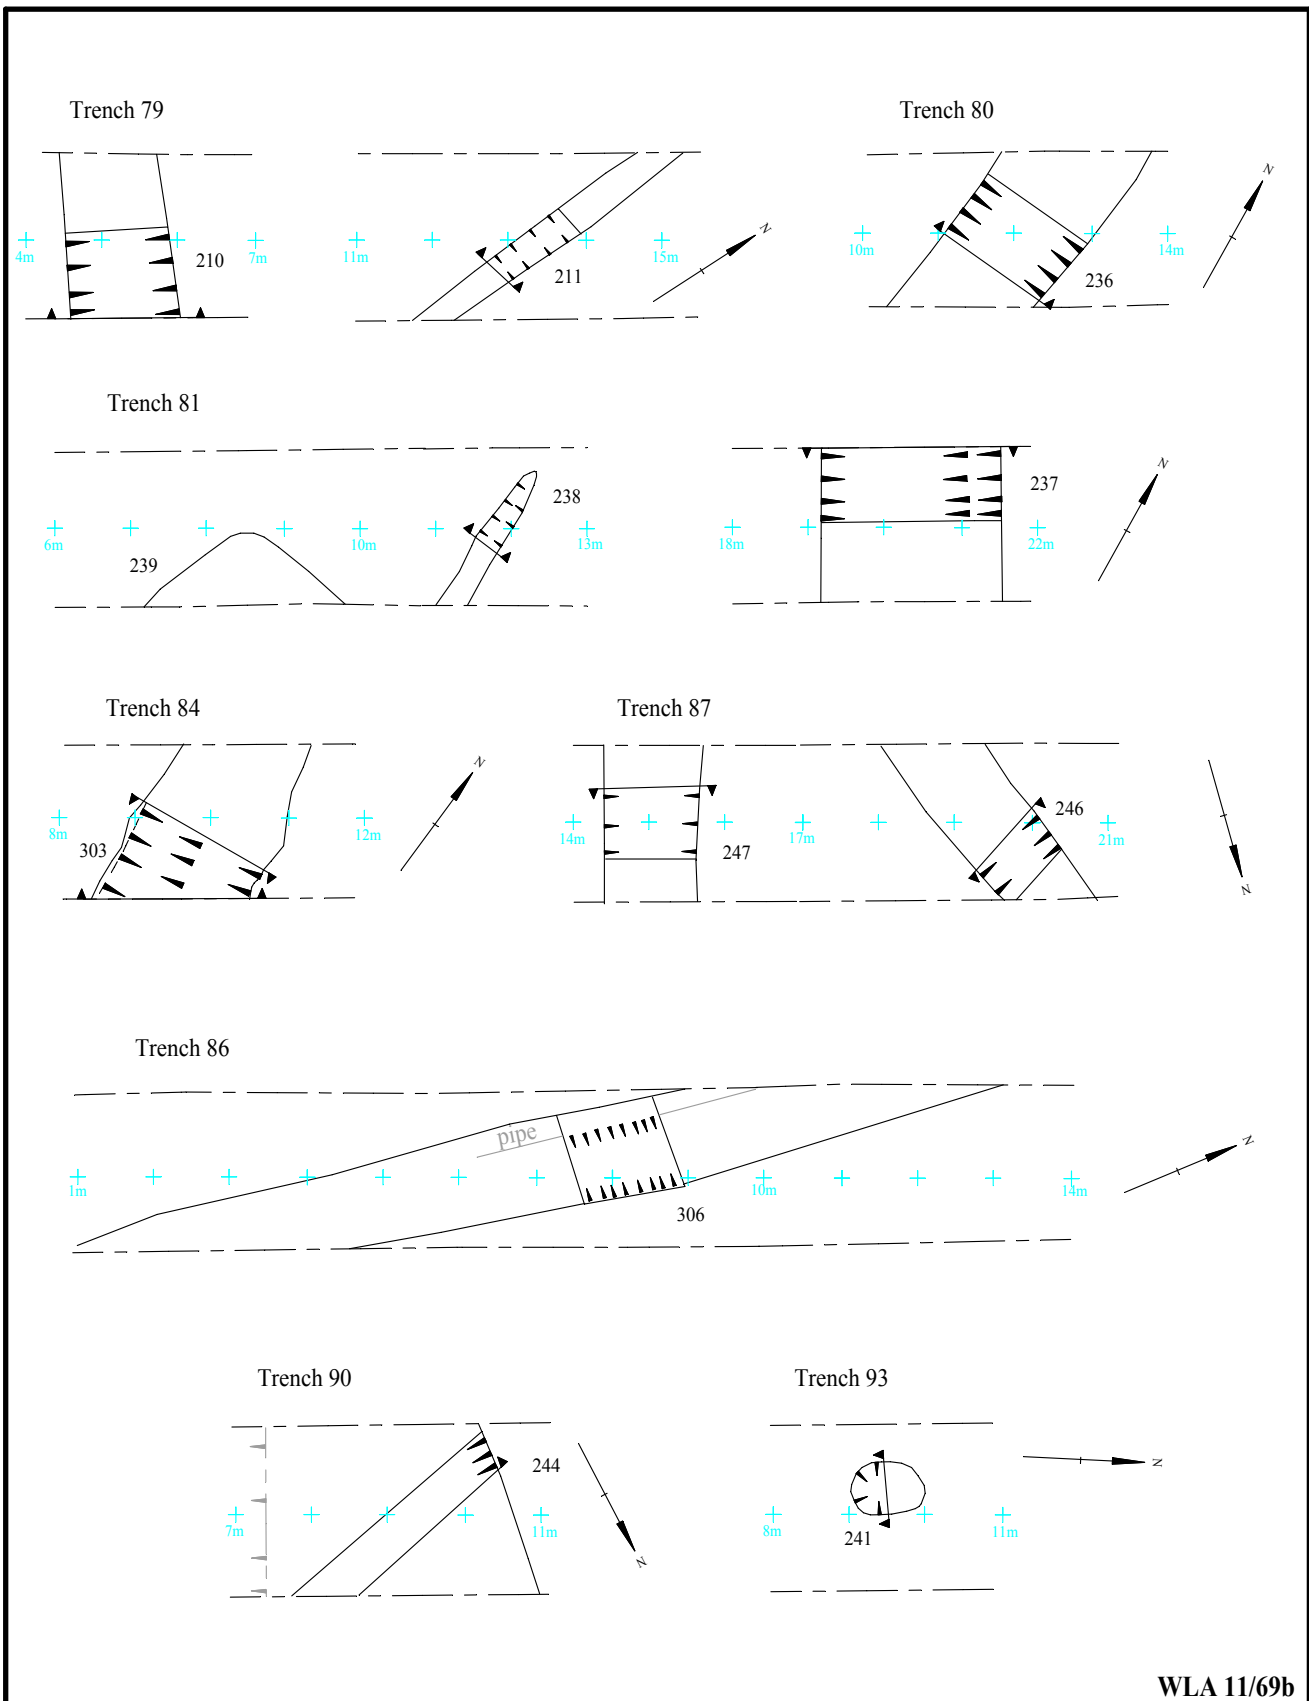 Trench 79
Trench 80
N
N
4m
7m
210
11m
15m
211
10m
14m
236
Trench 81
N
238
237
6m
10m
13m
239
18m
22m
Trench 84
Trench 87
N
246
8m
12m
303
14m
17m
21m
247
N
Trench 86
pipe
N
1m
10m
14m
306
Trench 90
Trench 93
244
N
7m
11m
8m
11m
241
N
WLA 11/69b